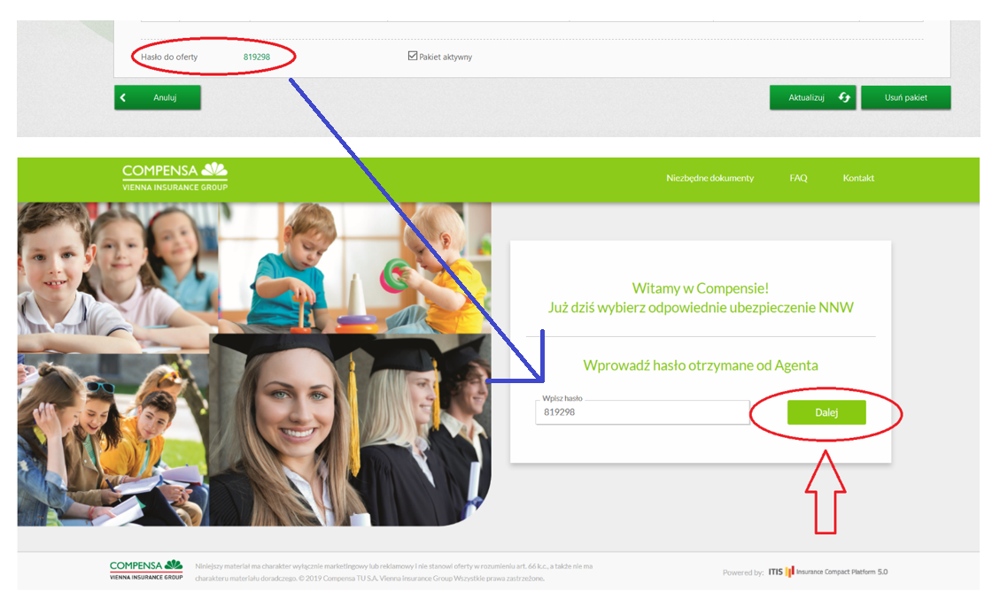 Hasło do oferty 819298 Pakiet aktywny
Anuluj Aktualizuj Usuń pakiet
COMPENSA
VIENNA INSURANCE GROUP
Niezbędne dokumenty FAQ Kontakt
Witamy w Compensie!
Już dziś wybierz odpowiednie ubezpieczenie NNW
Wprowadź hasło otrzymane od Agenta
Wpisz hasło
819298
Dalej
COMPENSA
VIENNA INSURANCE GROUP
Niniejszy materiał ma charakter wyłącznie marketingowy lub reklamowy i nie stanowi oferty w rozumieniu art. 66 k.c., a także nie ma
charakteru materiału doradczego. © 2019 Compensa TU S.A. Vienna Insurance Group Wszystkie prawa zastrzeżone.
Powered by: ITIS Insurance Compact Platform 5.0